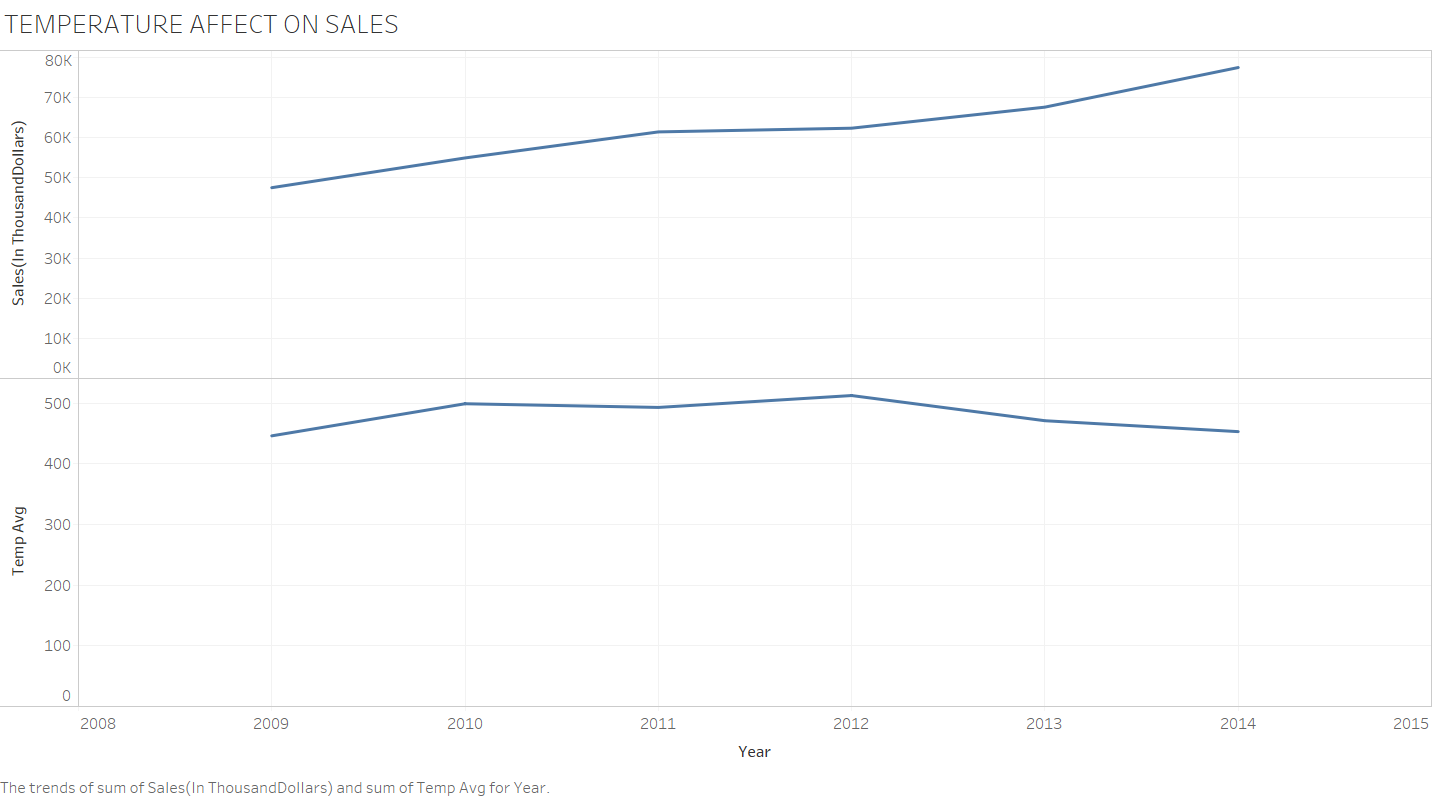 TEMPERATURE AFFECT ON SALES
80K
70K
60K
50K
40K
30K
20K
10K
0K
Sales(In ThousandDollars)
500
400
300
200
100
0
Temp Avg
2008 2009 2010 2011 2012 2013 2014 2015
Year
The trends of sum of Sales(In ThousandDollars) and sum of Temp Avg for Year.